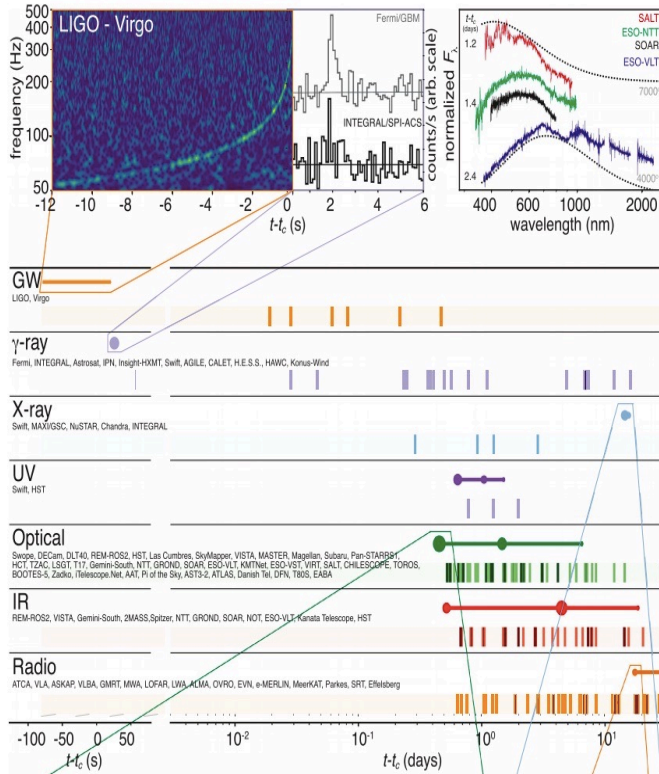 LIGO - Virgo
frequency (Hz)
500
400
300
200
100
50
-12 -10 -8 -6 -4 -2 0 2 4 6
t-tc (s)
Fermi/GBM
INTEGRAL/SPI-ACS
counts/s (arb. scale)
normalized Fλ
t-tc
(days)
1.2
1.4
2.4
SALT
ESO-NTT
SOAR
ESO-VLT
7000°
4000°
400 600 1000 2000
wavelength (nm)
GW
LIGO, Virgo
γ-ray
Fermi, INTEGRAL, Astrosat, IPN, Insight-HXMT, Swift, AGILE, CALET, H.E.S.S., HAWC, Konus-Wind
X-ray
Swift, MAXI/GSC, NuSTAR, Chandra, INTEGRAL
UV
Swift, HST
Optical
Swope, DECam, DLT40, REM-ROS2, HST, Las Cumbres, SkyMapper, VISTA, MASTER, Magellan, Subaru, Pan-STARRS1,
HCT, TZAC, LSGT, T17, Gemini-South, NTT, GROND, SOAR, ESO-VLT, KMTNet, ESO-VST, VIRT, SALT, CHILESCOPE, TOROS,
BOOTES-5, Zadko, iTelescope.Net, AAT, Pi of the Sky, AST3-2, ATLAS, Danish Tel, DFN, T80S, EABA
IR
REM-ROS2, VISTA, Gemini-South, 2MASS,Spitzer, NTT, GROND, SOAR, NOT, ESO-VLT, Kanata Telescope, HST
Radio
ATCA, VLA, ASKAP, VLBA, GMRT, MWA, LOFAR, LWA, ALMA, OVRO, EVN, e-MERLIN, MeerKAT, Parkes, SRT, Effelsberg
-100 -50 0 50 10⁻² 10⁻¹ 10⁰ 10¹
t-tc (s) t-tc (days)